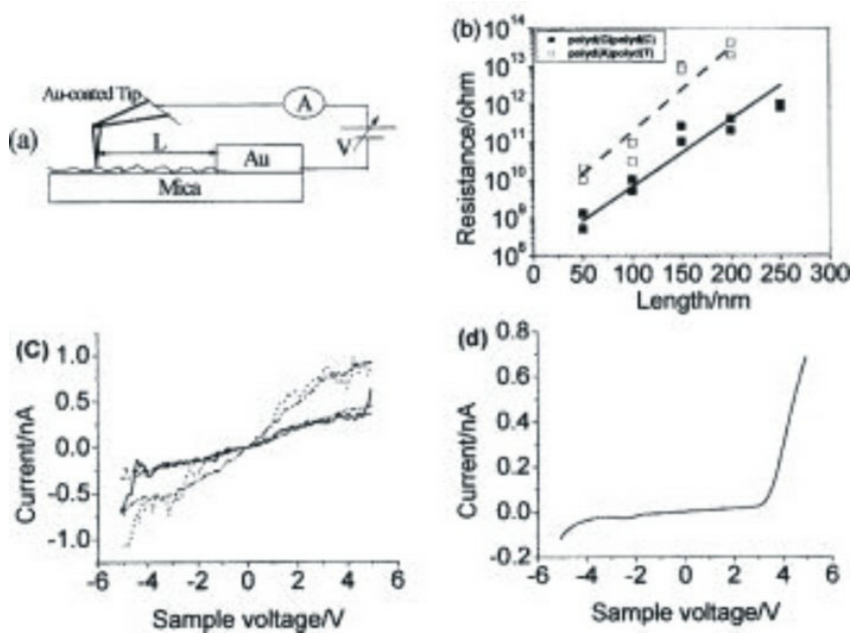 (a)
Au-coated Tip
A
L
V
Au
Mica
(b)
poly(G)poly(C)
Resistance/ohm
10^14
10^13
10^12
10^11
10^10
10^9
10^8
0 50 100 150 200 250 300
Length/nm
(C)
Current/nA
1.0
0.5
0.0
-0.5
-1.0
-6 -4 -2 0 2 4 6
Sample voltage/V
(d)
Current/nA
0.8
0.6
0.4
0.2
0.0
-0.2
-6 -4 -2 0 2 4 6
Sample voltage/V